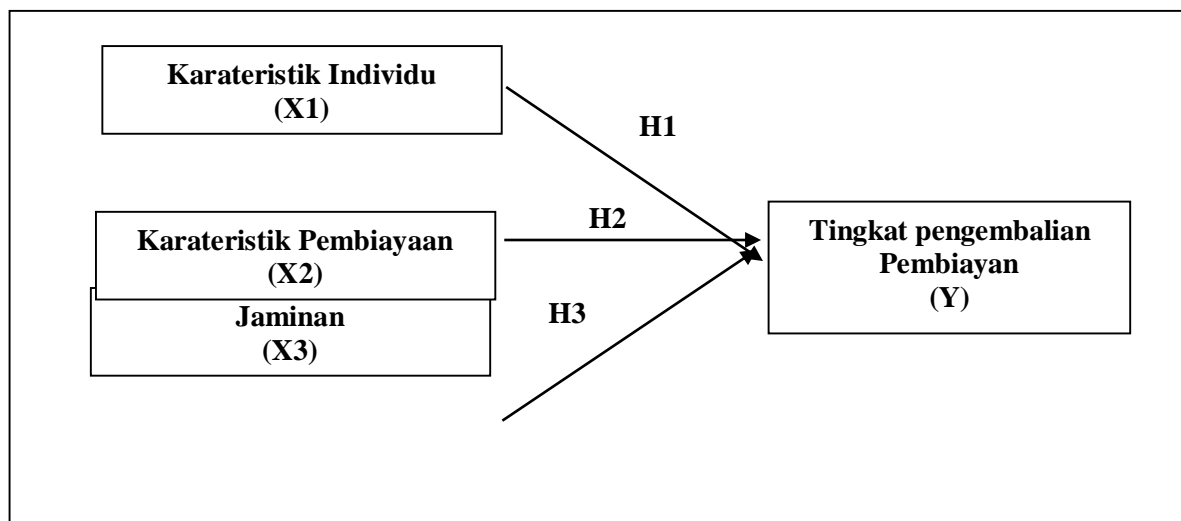 Karateristik Individu
(X1)
H1
Karateristik Pembiayaan
(X2)
H2
Tingkat pengembalian
Pembiayan
(Y)
Jaminan
(X3)
H3